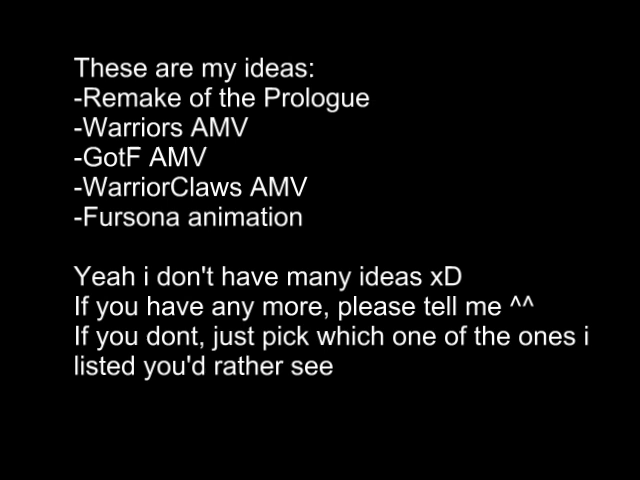 These are my ideas:
-Remake of the Prologue
-Warriors AMV
-GotF AMV
-WarriorClaws AMV
-Fursona animation
Yeah i don't have many ideas xD
If you have any more, please tell me ^^
If you dont, just pick which one of the ones i
listed you'd rather see